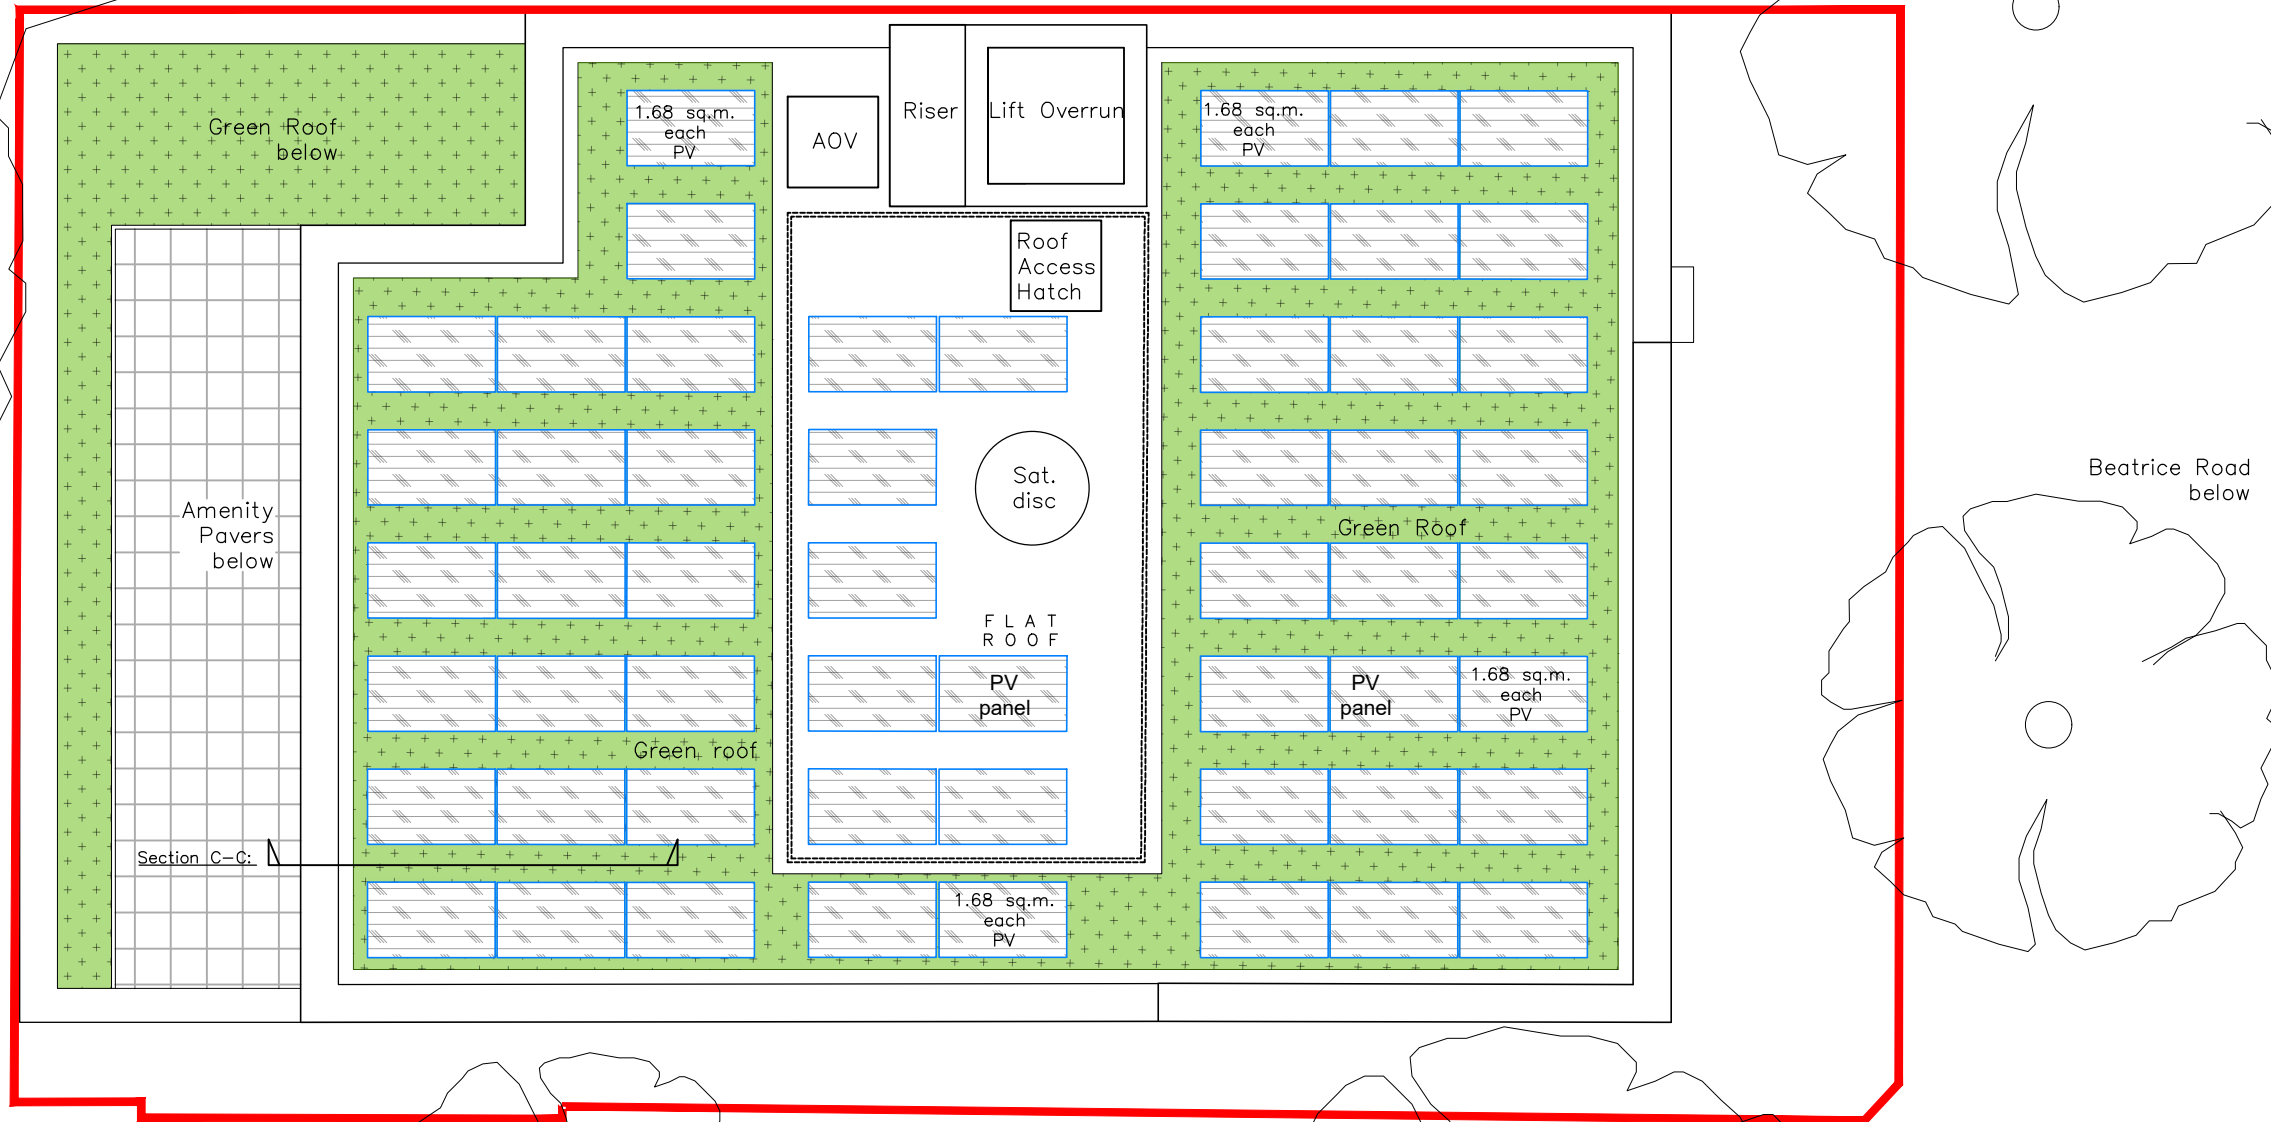 Green Roof
below
1.68 sq.m.
each
PV
AOV
Riser
Lift Overrun
1.68 sq.m.
each
PV
Roof
Access
Hatch
Amenity
Pavers
below
Sat.
disc
Green Roof
Beatrice Road
below
FLAT
ROOF
PV
panel
PV
panel
1.68 sq.m.
each
PV
Green roof
Section C-C:
1.68 sq.m.
each
PV